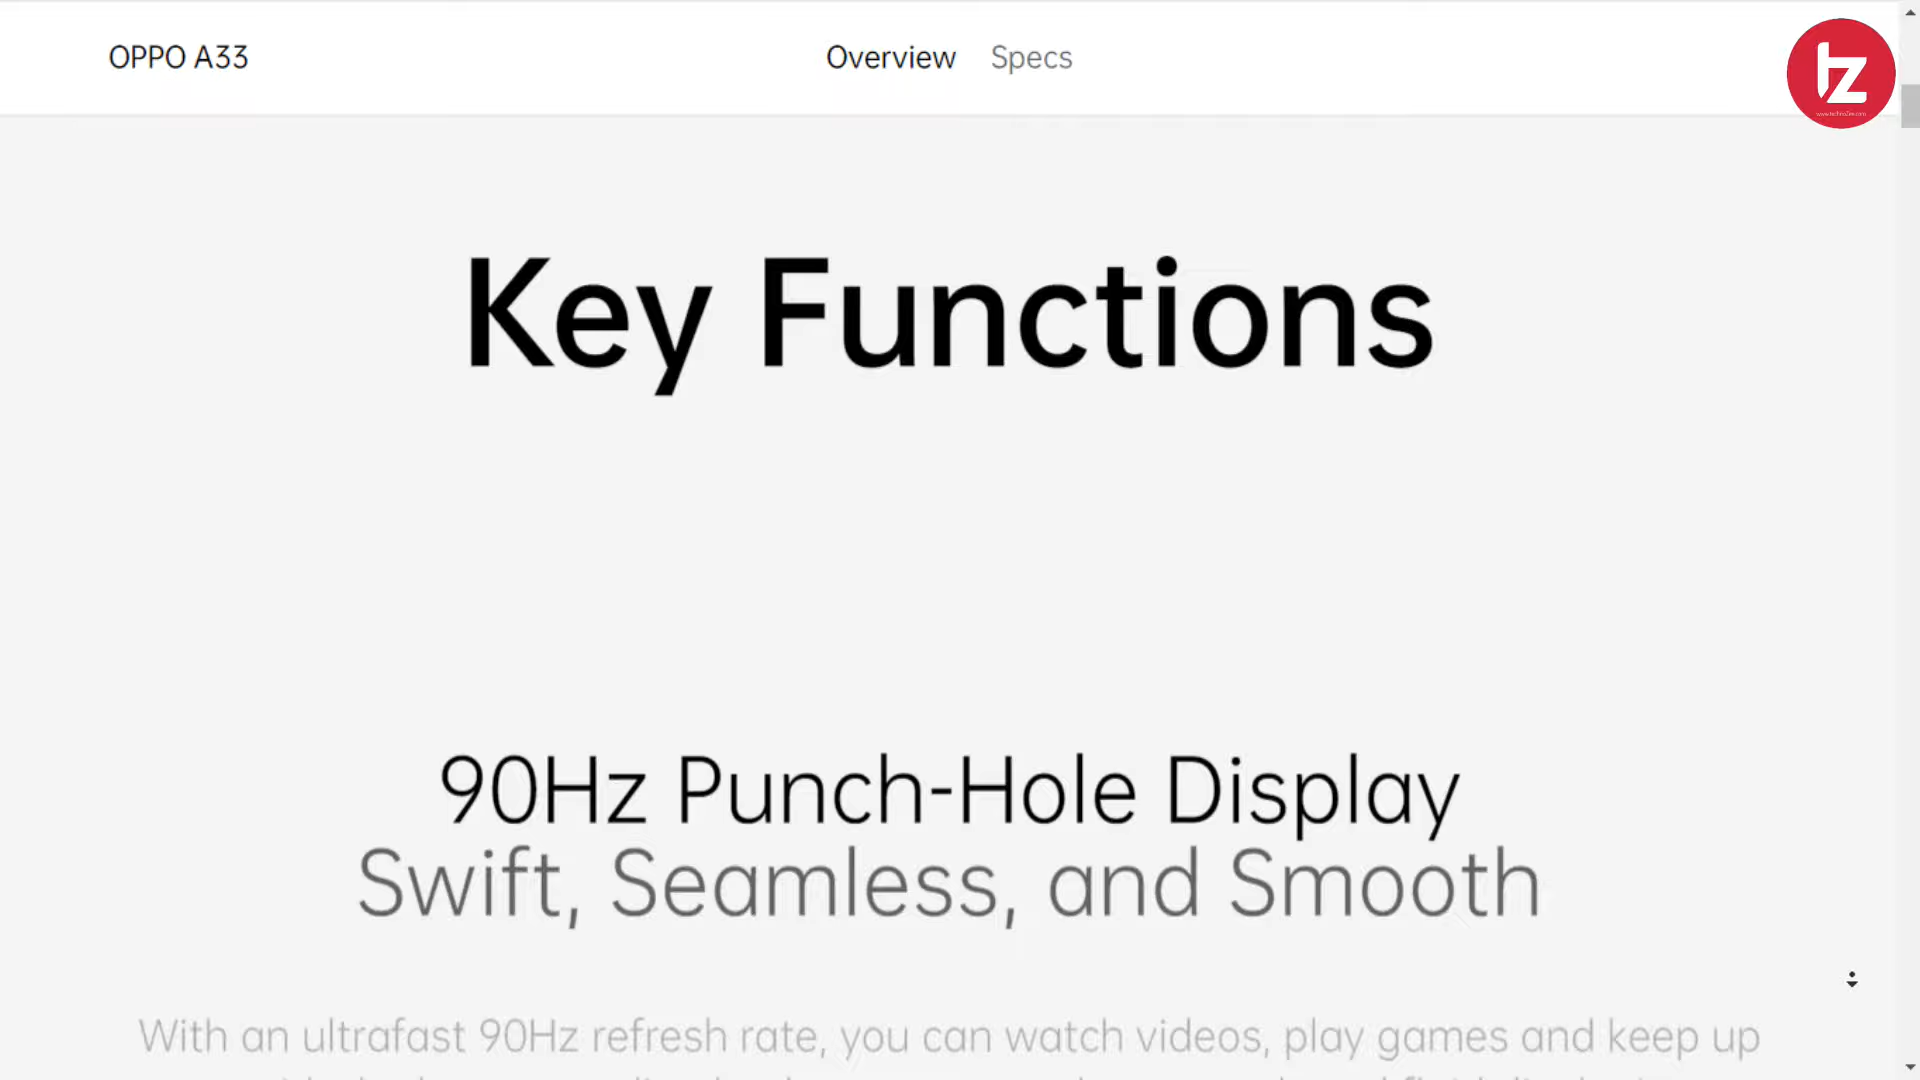 OPPO A33
Overview Specs
tz
Key Functions
90Hz Punch-Hole Display
Swift, Seamless, and Smooth
With an ultrafast 90Hz refresh rate, you can watch videos, play games and keep up